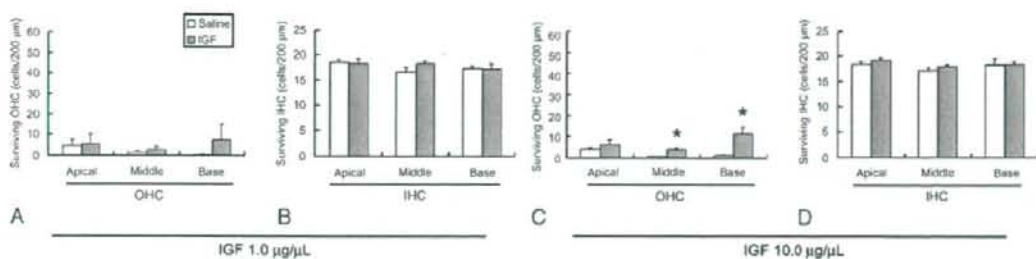 Saline
IGF
Surviving OHC (cells/200 μm)
60
50
40
30
20
10
0
Apical
Middle
Base
OHC
A
Surviving IHC (cells/200 μm)
25
20
15
10
5
0
Apical
Middle
Base
IHC
B
IGF 1.0 μg/μL
Surviving OHC (cells/200 μm)
60
50
40
30
20
10
0
★
★
Apical
Middle
Base
OHC
C
Surviving IHC (cells/200 μm)
25
20
15
10
5
0
Apical
Middle
Base
IHC
D
IGF 10.0 μg/μL